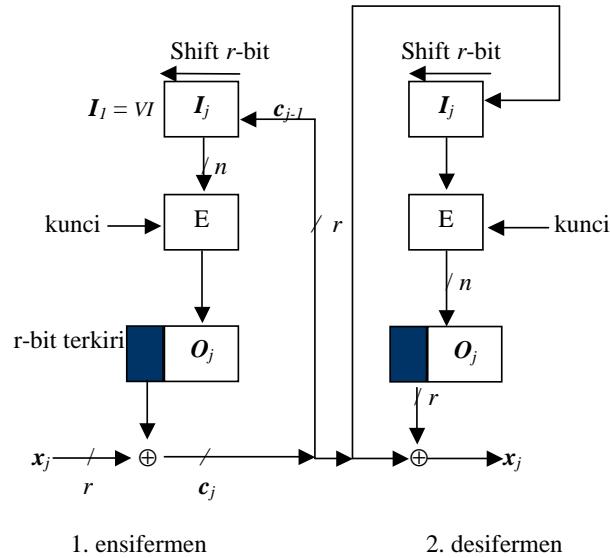 Shift r-bit
Shift r-bit
I₁ = VI
Iⱼ
cⱼ₋₁
Iⱼ
n
kunci
E
r
E
kunci
n
r-bit terkiri
Oⱼ
Oⱼ
r
xⱼ
⊕
⊕
xⱼ
r
cⱼ
1. ensifermen
2. desifermen